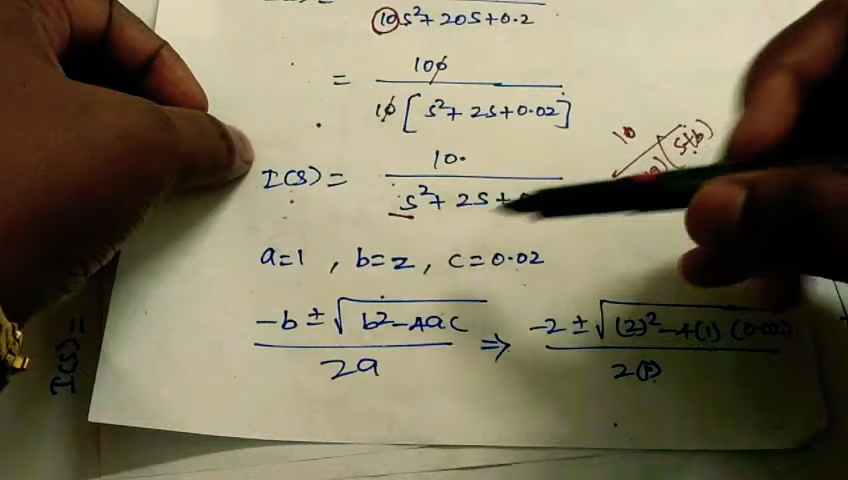 10s²+20s+0.2
= 100
10[s²+2s+0.02]
I(s) = 10.
s²+2s+
10 (s+b)
a=1 , b=2 , c=0.02
-b ± √b²-4ac ⇒ -2 ± √(2)²-4(1)(0.02)
2a 2(1)
I(s) =